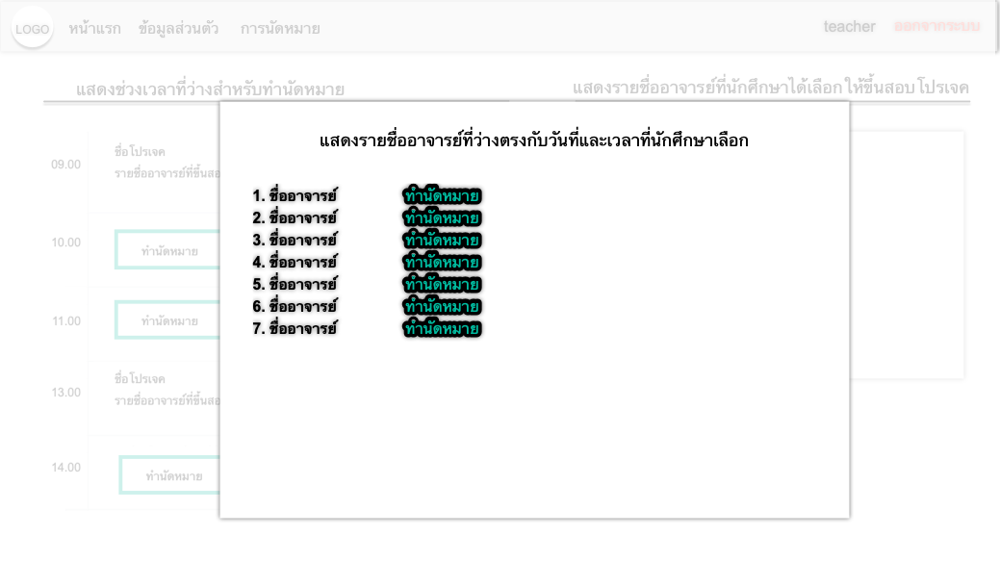 LOGO หน้าแรก ข้อมูลส่วนตัว การนัดหมาย teacher ออกจากระบบ
แสดงช่วงเวลาที่ว่างสำหรับทำนัดหมาย
แสดงรายชื่ออาจารย์ที่นักศึกษาได้เลือก ให้ขึ้นสอบ โปรเจค
แสดงรายชื่ออาจารย์ที่ว่างตรงกับวันที่และเวลาที่นักศึกษาเลือก
1. ชื่ออาจารย์ ทำนัดหมาย
2. ชื่ออาจารย์ ทำนัดหมาย
3. ชื่ออาจารย์ ทำนัดหมาย
4. ชื่ออาจารย์ ทำนัดหมาย
5. ชื่ออาจารย์ ทำนัดหมาย
6. ชื่ออาจารย์ ทำนัดหมาย
7. ชื่ออาจารย์ ทำนัดหมาย
09.00
ชื่อโปรเจค
รายชื่ออาจารย์ที่ขึ้นสอ
10.00 ทำนัดหมาย
11.00 ทำนัดหมาย
13.00
ชื่อโปรเจค
รายชื่ออาจารย์ที่ขึ้นสอ
14.00 ทำนัดหมาย